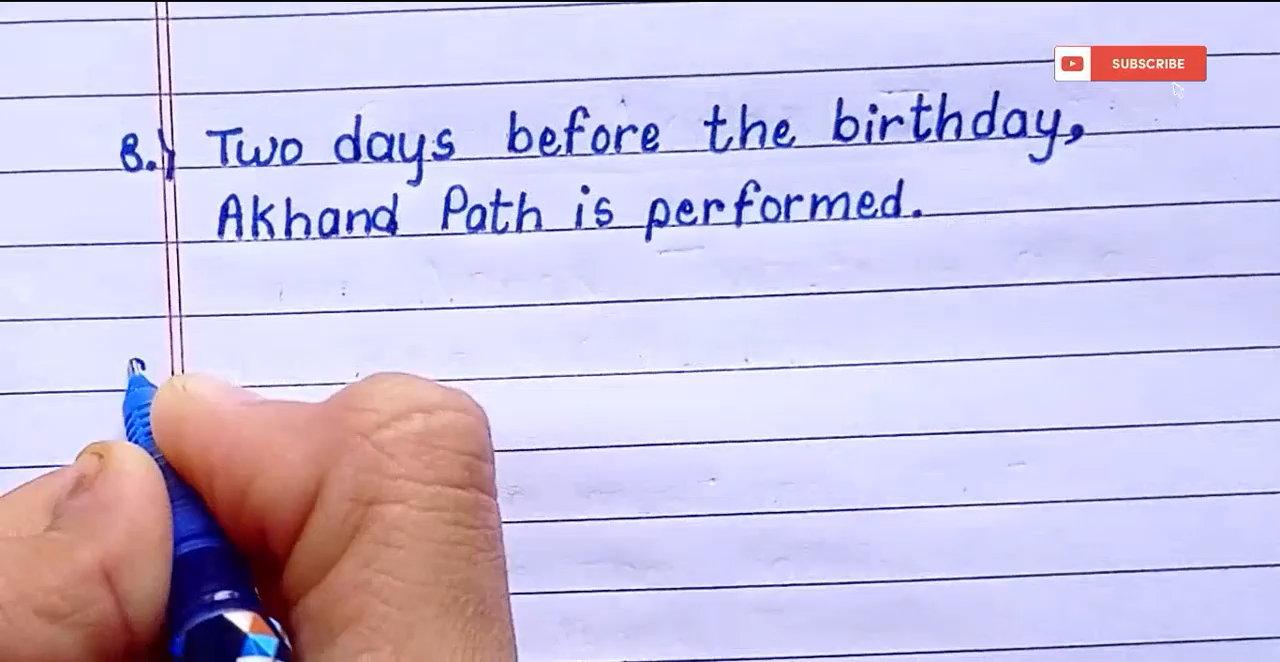 SUBSCRIBE
8.) Two days before the birthday,
Akhand Path is performed.